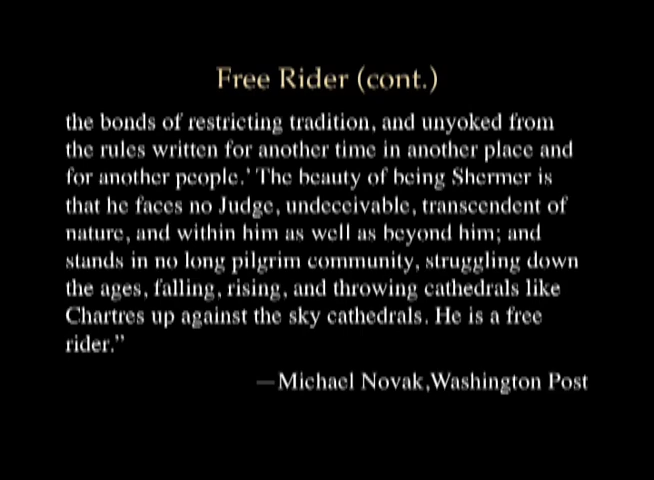 Free Rider (cont.)
the bonds of restricting tradition, and unyoked from
the rules written for another time in another place and
for another people.' The beauty of being Shermer is
that he faces no Judge, undeceivable, transcendent of
nature, and within him as well as beyond him; and
stands in no long pilgrim community, struggling down
the ages, falling, rising, and throwing cathedrals like
Chartres up against the sky cathedrals. He is a free
rider.”
—Michael Novak,Washington Post